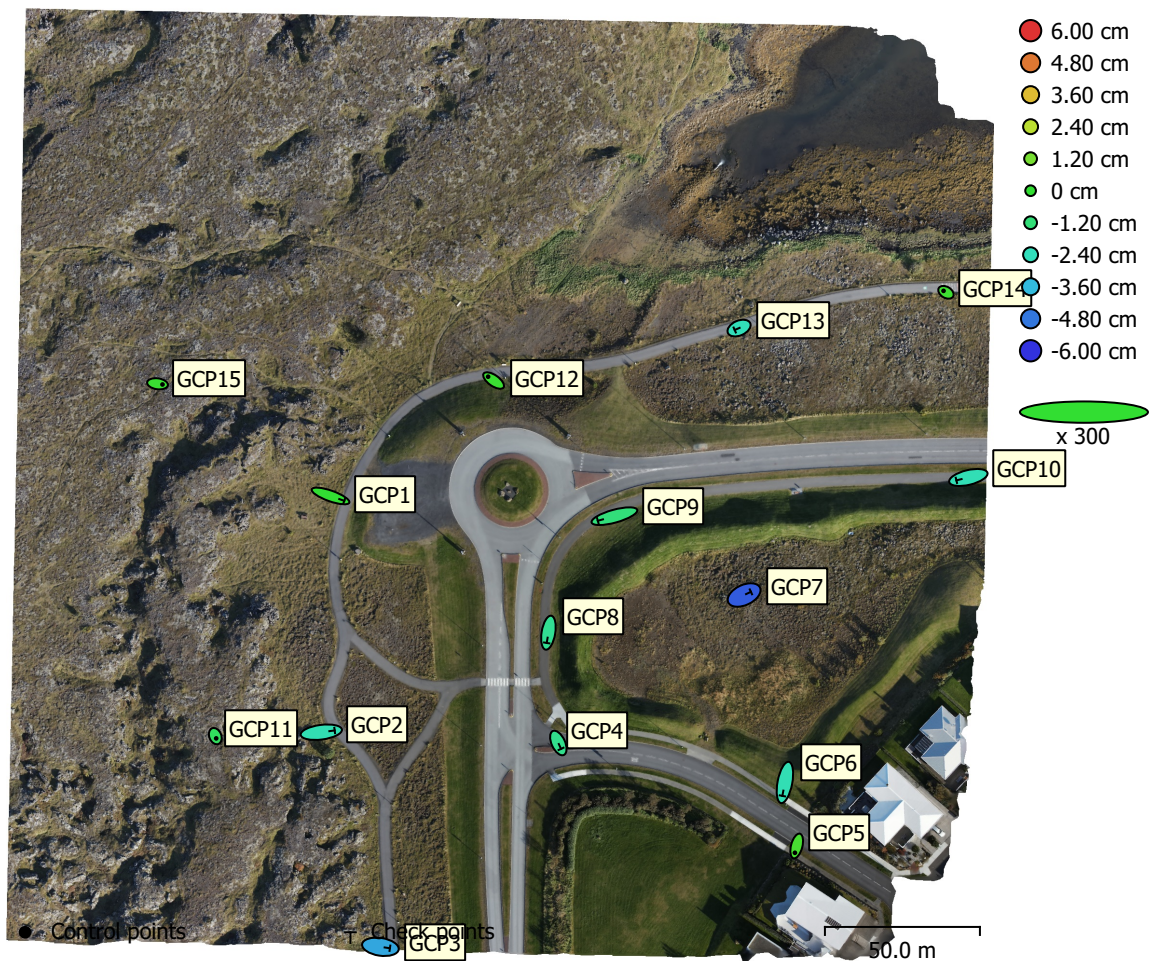 6.00 cm
4.80 cm
3.60 cm
2.40 cm
1.20 cm
0 cm
-1.20 cm
-2.40 cm
-3.60 cm
-4.80 cm
-6.00 cm
x 300
GCP14
GCP13
GCP15
GCP12
GCP10
GCP1
GCP9
GCP7
GCP8
GCP11
GCP2
GCP4
GCP6
GCP5
Control points
Check points
GCP3
50.0 m